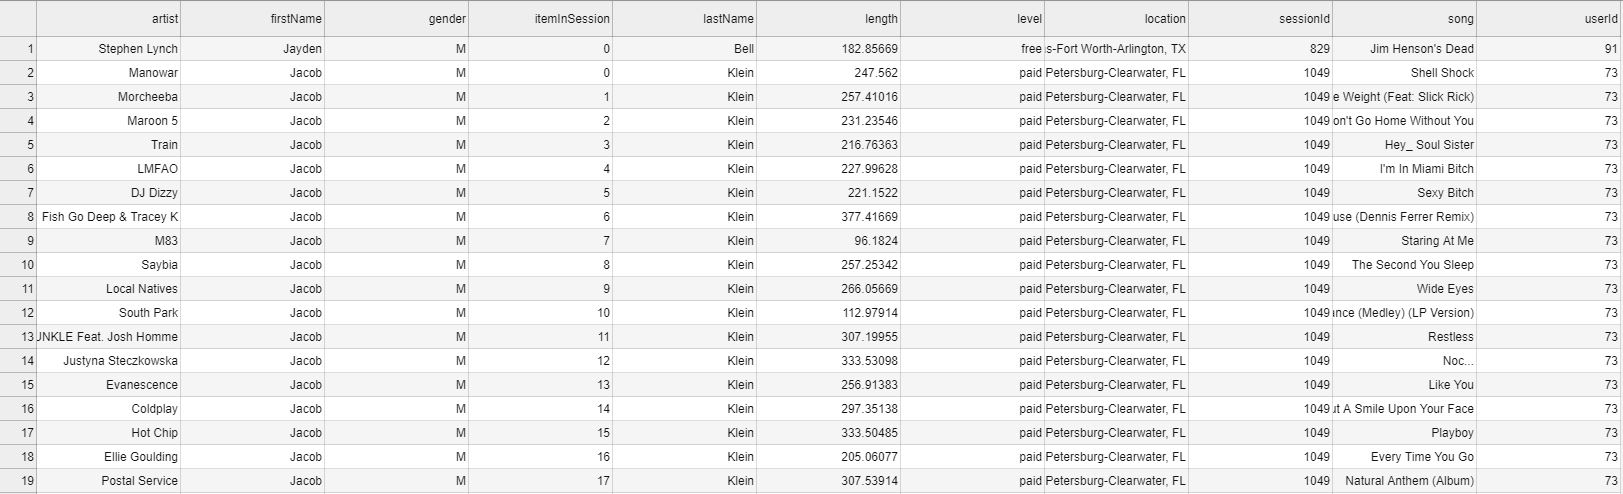 artist firstName gender itemInSession lastName length level location sessionId song userId
1 Stephen Lynch Jayden M 0 Bell 182.85669 free s-Fort Worth-Arlington, TX 829 Jim Henson's Dead 91
2 Manowar Jacob M 0 Klein 247.562 paid Petersburg-Clearwater, FL 1049 Shell Shock 73
3 Morcheeba Jacob M 1 Klein 257.41016 paid Petersburg-Clearwater, FL 1049 e Weight (Feat: Slick Rick) 73
4 Maroon 5 Jacob M 2 Klein 231.23546 paid Petersburg-Clearwater, FL 1049 on't Go Home Without You 73
5 Train Jacob M 3 Klein 216.76363 paid Petersburg-Clearwater, FL 1049 Hey_ Soul Sister 73
6 LMFAO Jacob M 4 Klein 227.99628 paid Petersburg-Clearwater, FL 1049 I'm In Miami Bitch 73
7 DJ Dizzy Jacob M 5 Klein 221.1522 paid Petersburg-Clearwater, FL 1049 Sexy Bitch 73
8 Fish Go Deep & Tracey K Jacob M 6 Klein 377.41669 paid Petersburg-Clearwater, FL 1049 use (Dennis Ferrer Remix) 73
9 M83 Jacob M 7 Klein 96.1824 paid Petersburg-Clearwater, FL 1049 Staring At Me 73
10 Saybia Jacob M 8 Klein 257.25342 paid Petersburg-Clearwater, FL 1049 The Second You Sleep 73
11 Local Natives Jacob M 9 Klein 266.05669 paid Petersburg-Clearwater, FL 1049 Wide Eyes 73
12 South Park Jacob M 10 Klein 112.97914 paid Petersburg-Clearwater, FL 1049 ance (Medley) (LP Version) 73
13 UNKLE Feat. Josh Homme Jacob M 11 Klein 307.19955 paid Petersburg-Clearwater, FL 1049 Restless 73
14 Justyna Steczkowska Jacob M 12 Klein 333.53098 paid Petersburg-Clearwater, FL 1049 Noc... 73
15 Evanescence Jacob M 13 Klein 256.91383 paid Petersburg-Clearwater, FL 1049 Like You 73
16 Coldplay Jacob M 14 Klein 297.35138 paid Petersburg-Clearwater, FL 1049 ut A Smile Upon Your Face 73
17 Hot Chip Jacob M 15 Klein 333.50485 paid Petersburg-Clearwater, FL 1049 Playboy 73
18 Ellie Goulding Jacob M 16 Klein 205.06077 paid Petersburg-Clearwater, FL 1049 Every Time You Go 73
19 Postal Service Jacob M 17 Klein 307.53914 paid Petersburg-Clearwater, FL 1049 Natural Anthem (Album) 73